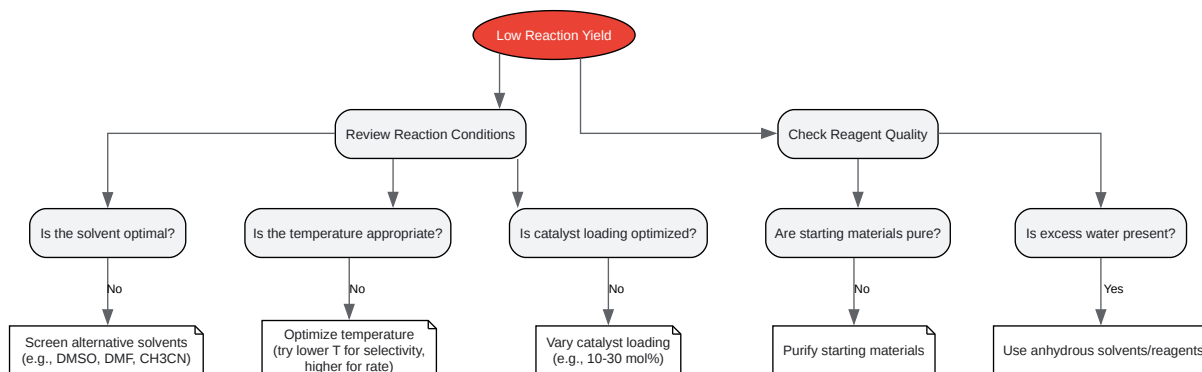 Low Reaction Yield
Review Reaction Conditions
Check Reagent Quality
Is the solvent optimal?
Is the temperature appropriate?
Is catalyst loading optimized?
Are starting materials pure?
Is excess water present?
No
No
No
No
Yes
Screen alternative solvents
(e.g., DMSO, DMF, CH3CN)
Optimize temperature
(try lower T for selectivity,
higher for rate)
Vary catalyst loading
(e.g., 10-30 mol%)
Purify starting materials
Use anhydrous solvents/reagents